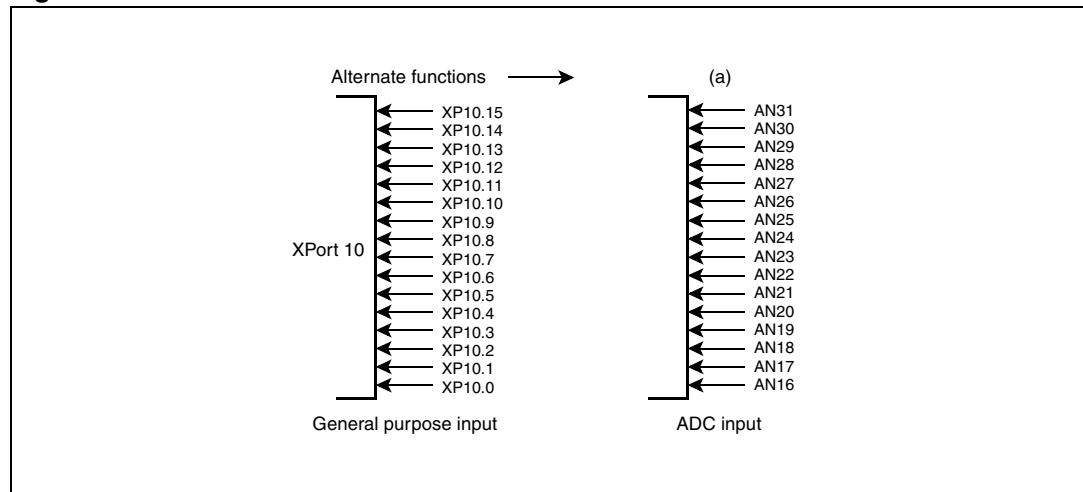 Alternate functions (a)
XP10.15 AN31
XP10.14 AN30
XP10.13 AN29
XP10.12 AN28
XP10.11 AN27
XP10.10 AN26
XP10.9 AN25
XP10.8 AN24
XPort 10 XP10.7 AN23
XP10.6 AN22
XP10.5 AN21
XP10.4 AN20
XP10.3 AN19
XP10.2 AN18
XP10.1 AN17
XP10.0 AN16
General purpose input ADC input